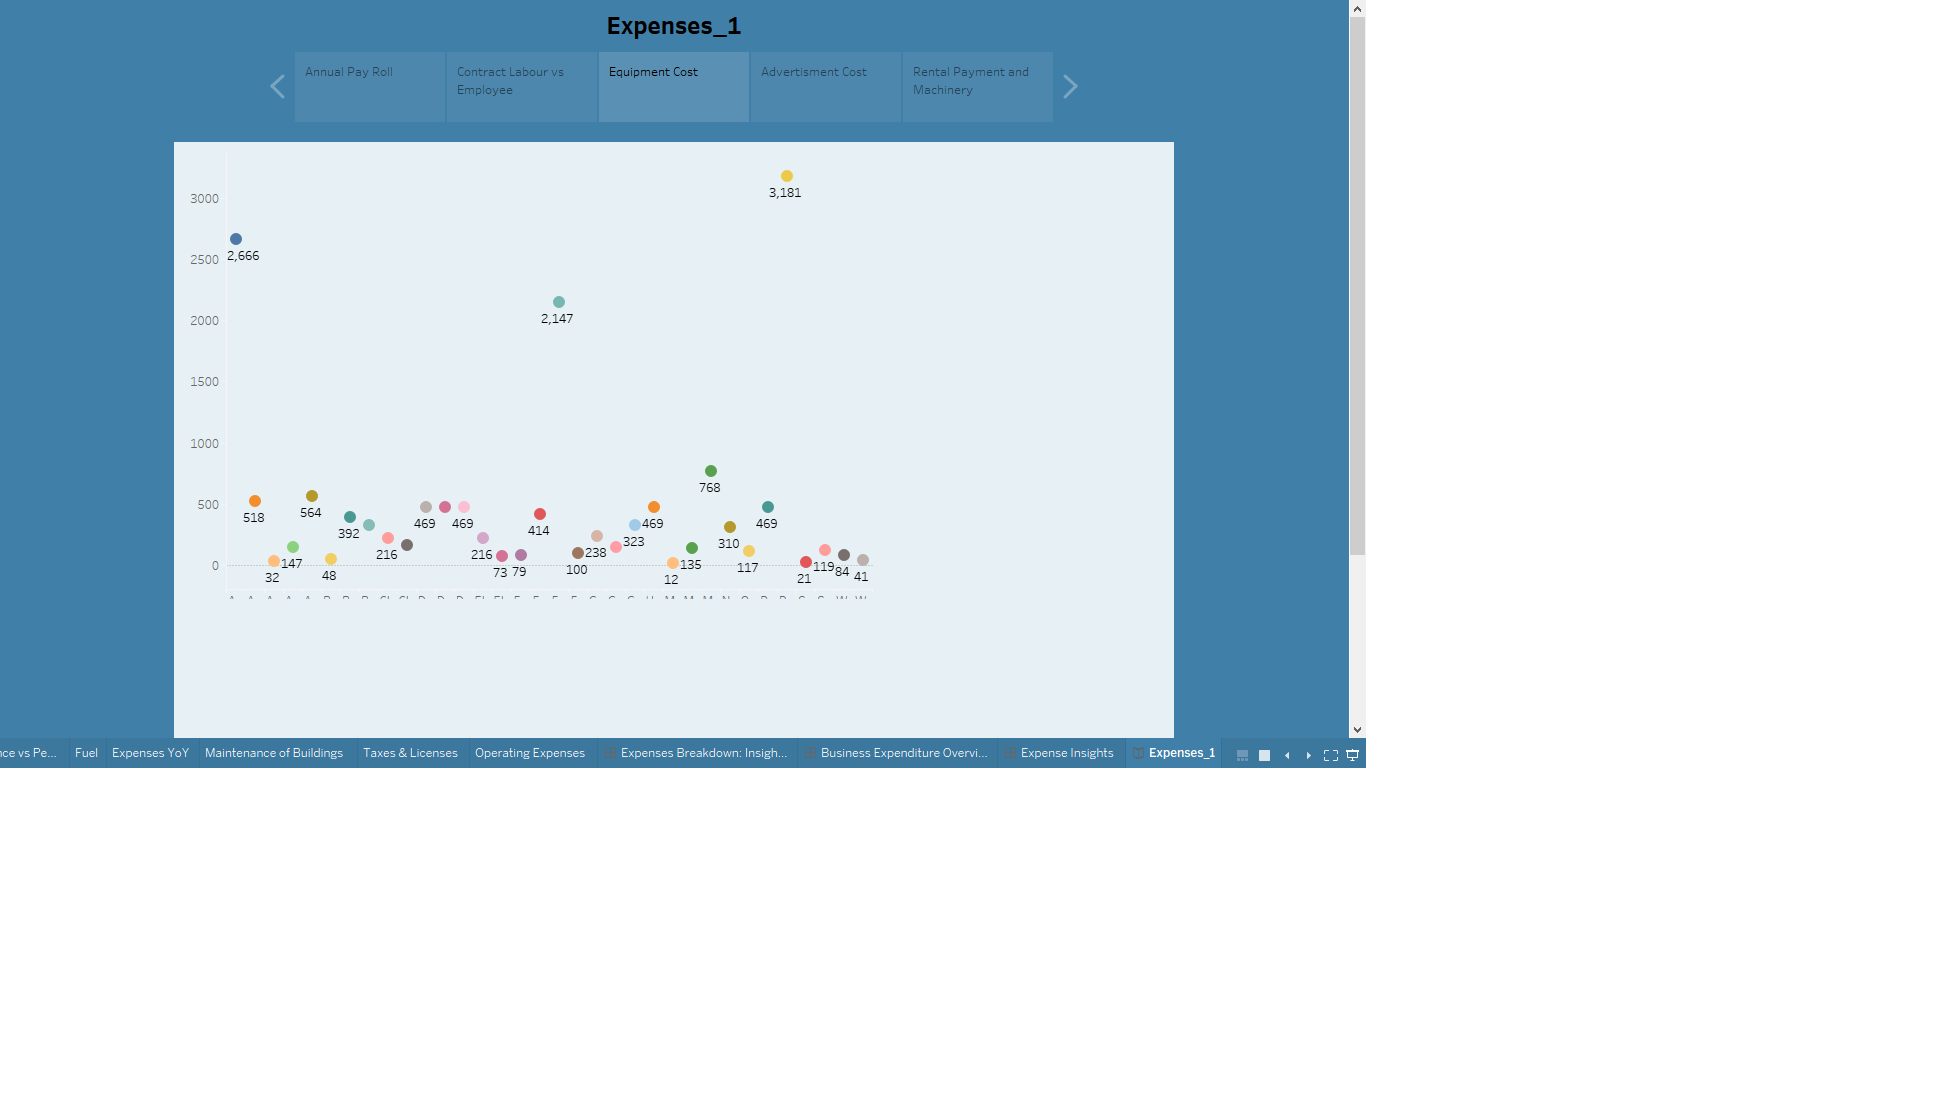 Expenses_1
Annual Pay Roll
Contract Labour vs
Employee
Equipment Cost
Advertisment Cost
Rental Payment and
Machinery
3000
2500
2000
1500
1000
500
0
3,181
2,666
2,147
768
518
564
392
469
469
414
469
469
323
310
216
216
238
147
135
117
119
100
84
73
79
48
41
32
12
21
nce vs Pe...
Fuel
Expenses YoY
Maintenance of Buildings
Taxes & Licenses
Operating Expenses
Expenses Breakdown: Insigh...
Business Expenditure Overvi...
Expense Insights
Expenses_1